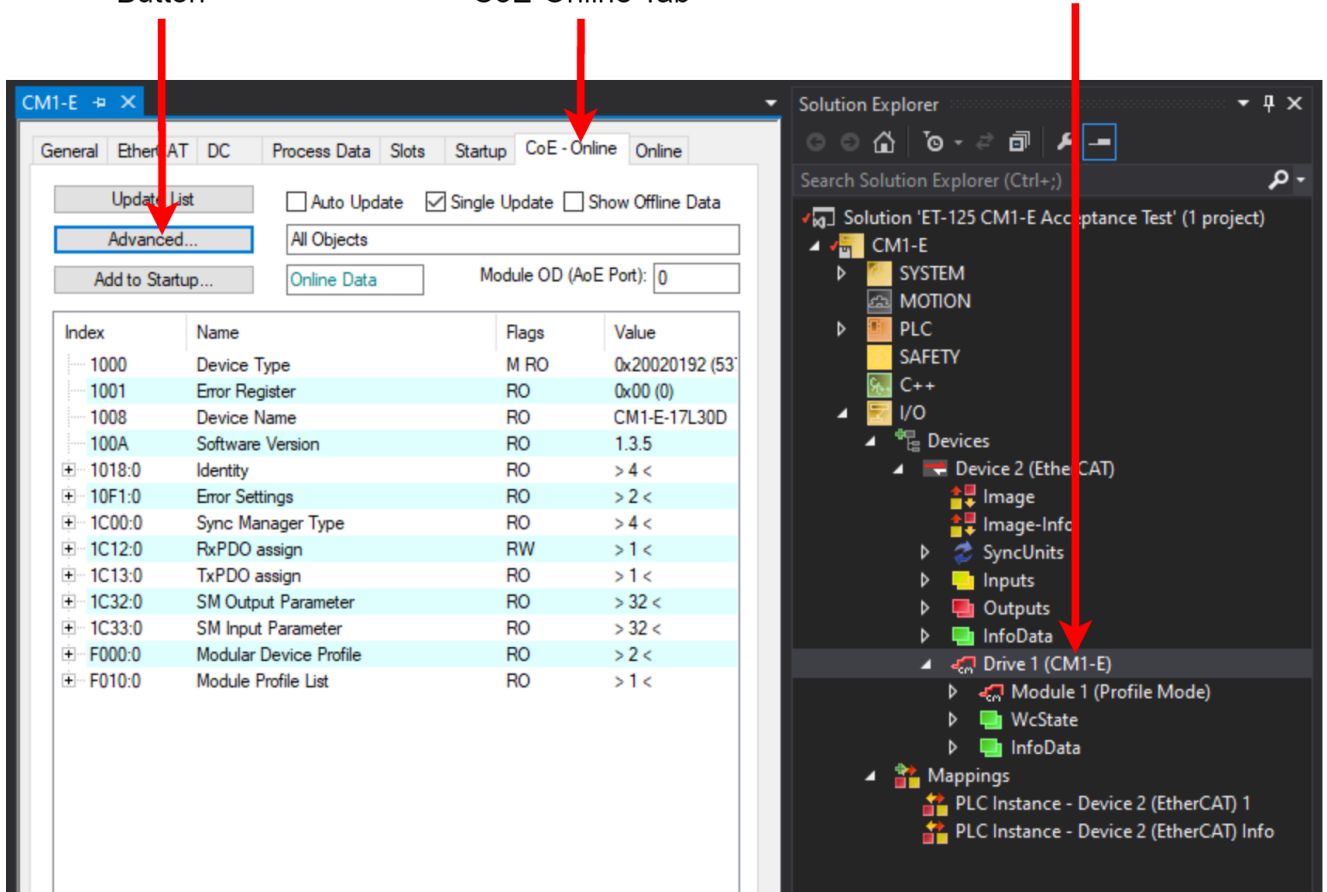 Button
CoE-Online Tab
CM1-E
General EtherCAT DC Process Data Slots Startup CoE - Online Online
Update List Auto Update Single Update Show Offline Data
Advanced... All Objects
Add to Startup... Online Data Module OD (AoE Port): 0
Index Name Flags Value
1000 Device Type M RO 0x20020192 (53
1001 Error Register RO 0x00 (0)
1008 Device Name RO CM1-E-17L30D
100A Software Version RO 1.3.5
1018:0 Identity RO > 4 <
10F1:0 Error Settings RO > 2 <
1C00:0 Sync Manager Type RO > 4 <
1C12:0 RxPDO assign RW > 1 <
1C13:0 TxPDO assign RO > 1 <
1C32:0 SM Output Parameter RO > 32 <
1C33:0 SM Input Parameter RO > 32 <
F000:0 Modular Device Profile RO > 2 <
F010:0 Module Profile List RO > 1 <
Solution Explorer
Search Solution Explorer (Ctrl+;)
Solution 'ET-125 CM1-E Acceptance Test' (1 project)
CM1-E
SYSTEM
MOTION
PLC
SAFETY
C++
I/O
Devices
Device 2 (EtherCAT)
Image
Image-Info
SyncUnits
Inputs
Outputs
InfoData
Drive 1 (CM1-E)
Module 1 (Profile Mode)
WcState
InfoData
Mappings
PLC Instance - Device 2 (EtherCAT) 1
PLC Instance - Device 2 (EtherCAT) Info